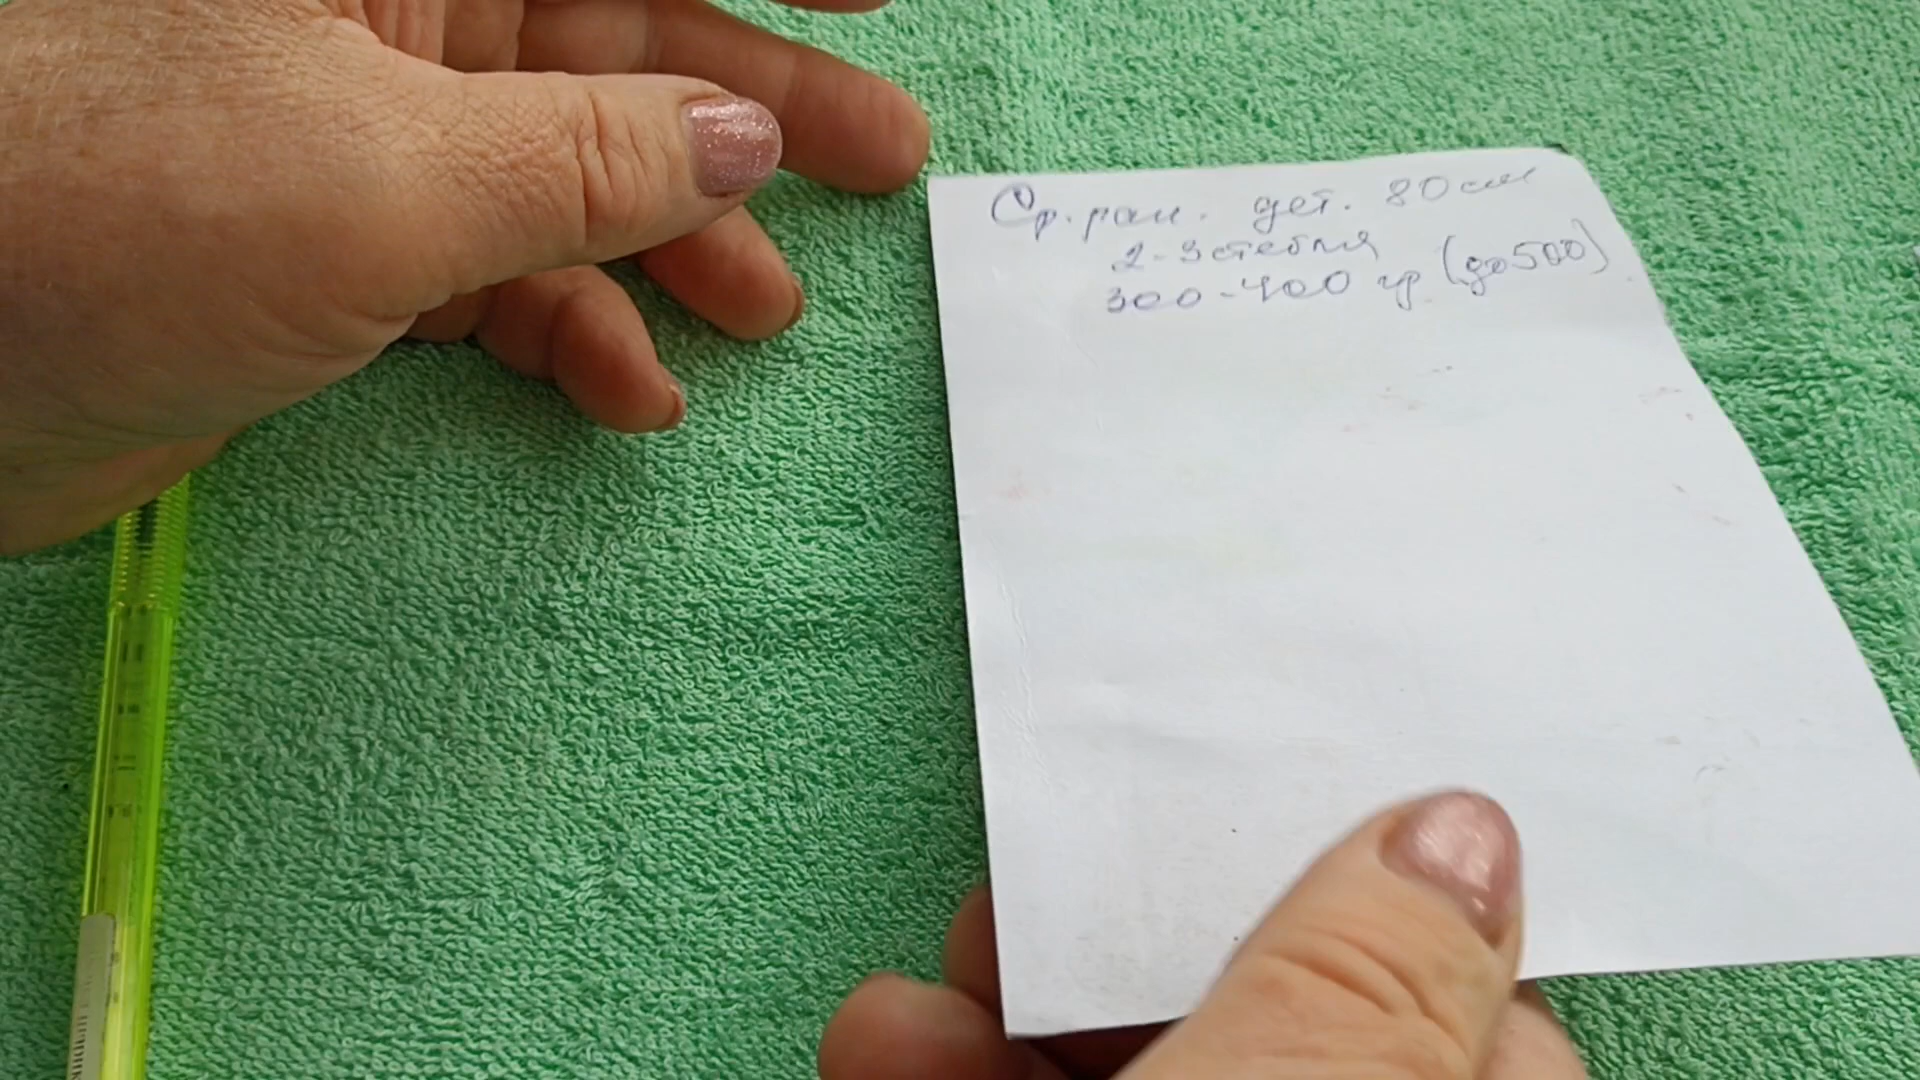 Ср. ран. дет. 80 см
2-3 стебля
300-400 гр (до 500)